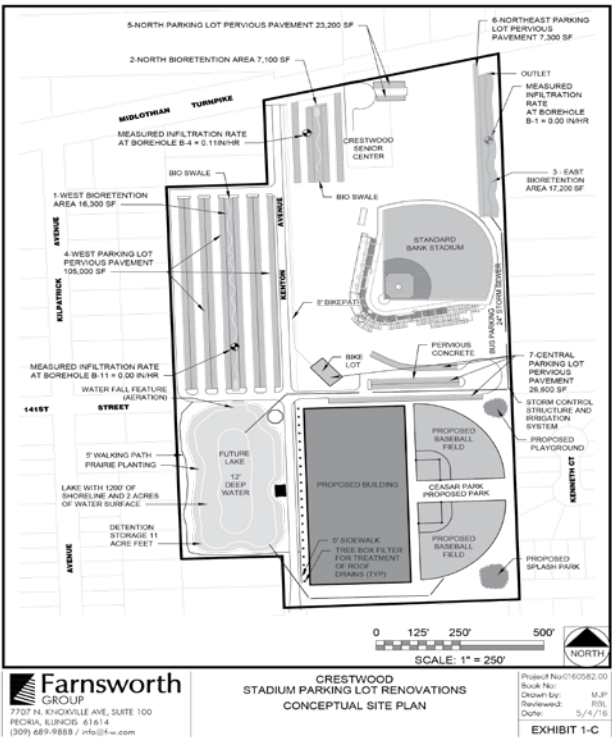 5-NORTH PARKING LOT PERVIOUS PAVEMENT 23,200 SF
6-NORTHEAST PARKING
LOT PERVIOUS
PAVEMENT 7,300 SF
2-NORTH BIORETENTION AREA 7,100 SF
OUTLET
MEASURED
INFILTRATION
RATE
AT BOREHOLE
B-1 = 0.00 IN/HR
MIDLOTHIAN TURNPIKE
MEASURED INFILTRATION RATE
AT BOREHOLE B-4 = 0.11IN/HR
CRESTWOOD
SENIOR
CENTER
BIO SWALE
3 - EAST
BIORETENTION
AREA 17,200 SF
1-WEST BIORETENTION
AREA 16,300 SF
BIO SWALE
AVENUE
KILPATRICK
4-WEST PARKING LOT
PERVIOUS PAVEMENT
105,000 SF
AVENUE
KENTON
STANDARD
BANK STADIUM
8' BIKEPATH
BUS PARKING
24" STORM SEWER
MEASURED INFILTRATION RATE
AT BOREHOLE B-11 = 0.00 IN/HR
BIKE
LOT
PERVIOUS
CONCRETE
7-CENTRAL
PARKING LOT
PERVIOUS
PAVEMENT
26,600 SF
WATER FALL FEATURE
(AERATION)
141ST STREET
STORM CONTROL
STRUCTURE AND
IRRIGATION
SYSTEM
PROPOSED
PLAYGROUND
5' WALKING PATH
PRAIRIE PLANTING
FUTURE
LAKE
12'
DEEP
WATER
PROPOSED BUILDING
PROPOSED
BASEBALL
FIELD
CEASAR PARK
PROPOSED PARK
KENNETH CT
LAKE WITH 1200' OF
SHORELINE AND 2 ACRES
OF WATER SURFACE
DETENTION
STORAGE 11
ACRE FEET
AVENUE
5' SIDEWALK
TREE BOX FILTER
FOR TREATMENT
OF ROOF
DRAINS (TYP)
PROPOSED
BASEBALL
FIELD
PROPOSED
SPLASH PARK
0 125' 250' 500'
SCALE: 1" = 250'
NORTH
Farnsworth
GROUP
7707 N. KNOXVILLE AVE, SUITE 100
PEORIA, ILLINOIS 61614
(309) 689-9888 / info@f-w.com
CRESTWOOD
STADIUM PARKING LOT RENOVATIONS
CONCEPTUAL SITE PLAN
Project No:0160582.00
Book No:
Drawn by: MJP
Reviewed: RBL
Date: 5/4/16
EXHIBIT 1-C